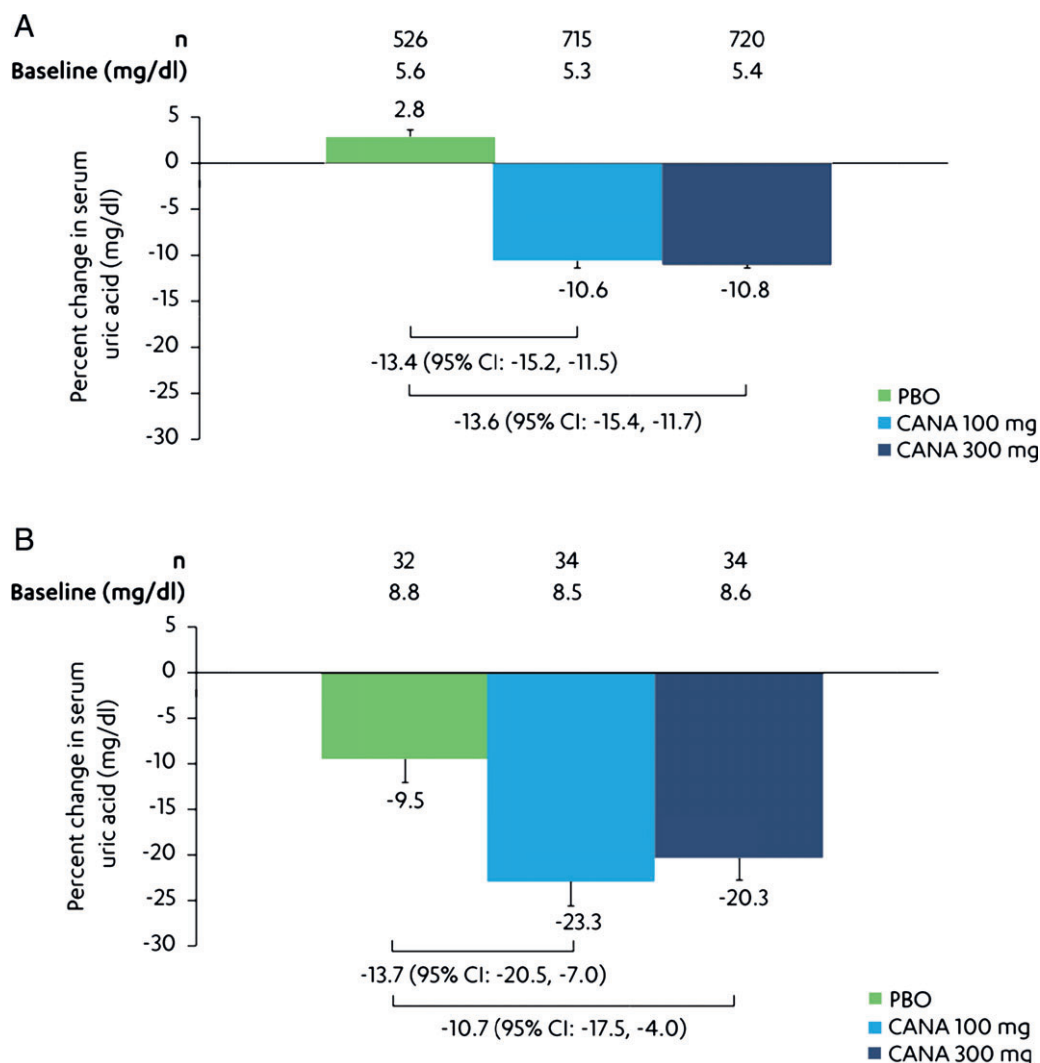 A
n 526 715 720
Baseline (mg/dl) 5.6 5.3 5.4
Percent change in serum
uric acid (mg/dl)
5
0
-5
-10
-15
-20
-25
-30
2.8
-10.6
-10.8
-13.4 (95% CI: -15.2, -11.5)
-13.6 (95% CI: -15.4, -11.7)
PBO
CANA 100 mg
CANA 300 mg
B
n 32 34 34
Baseline (mg/dl) 8.8 8.5 8.6
Percent change in serum
uric acid (mg/dl)
5
0
-5
-10
-15
-20
-25
-30
-9.5
-23.3
-20.3
-13.7 (95% CI: -20.5, -7.0)
-10.7 (95% CI: -17.5, -4.0)
PBO
CANA 100 mg
CANA 300 mg